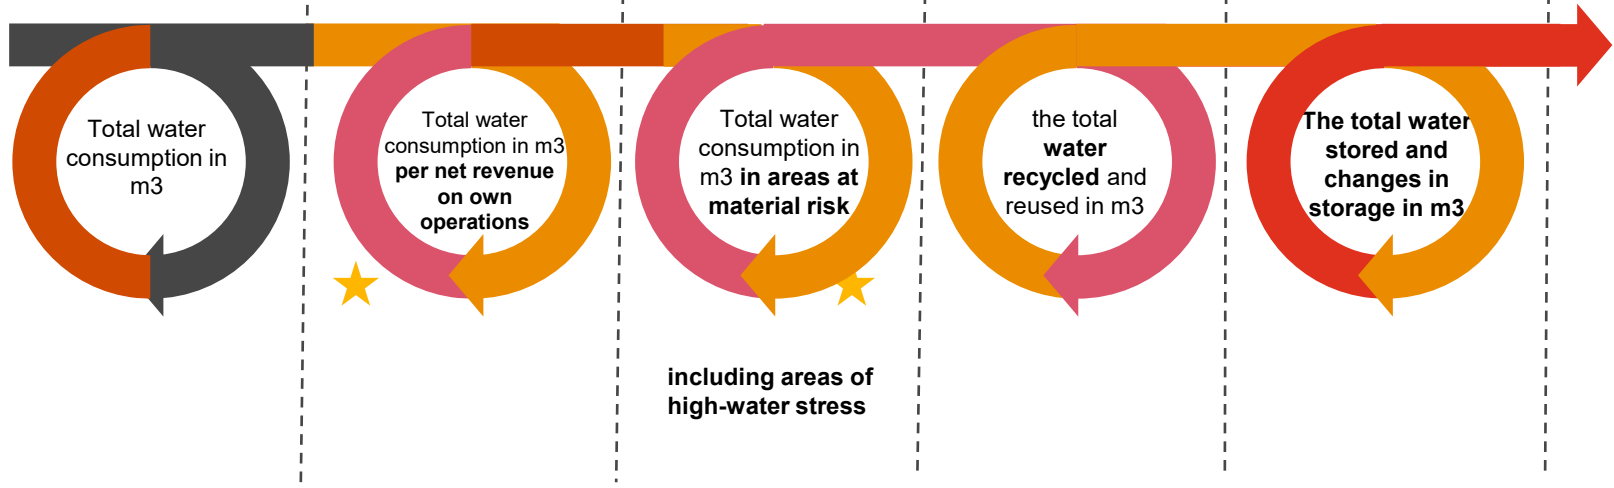 Total water
consumption in
m3
Total water
consumption in m3
per net revenue
on own
operations
Total water
consumption in
m3 in areas at
material risk
the total
water
recycled and
reused in m3
The total water
stored and
changes in
storage in m3
including areas of
high-water stress